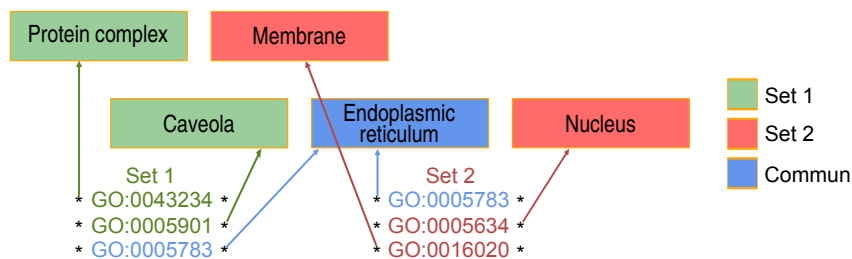 Protein complex
Membrane
Caveola
Endoplasmic
reticulum
Nucleus
Set 1
Set 2
Commun
Set 1
* GO:0043234 *
* GO:0005901 *
* GO:0005783 *
Set 2
* GO:0005783 *
* GO:0005634 *
* GO:0016020 *